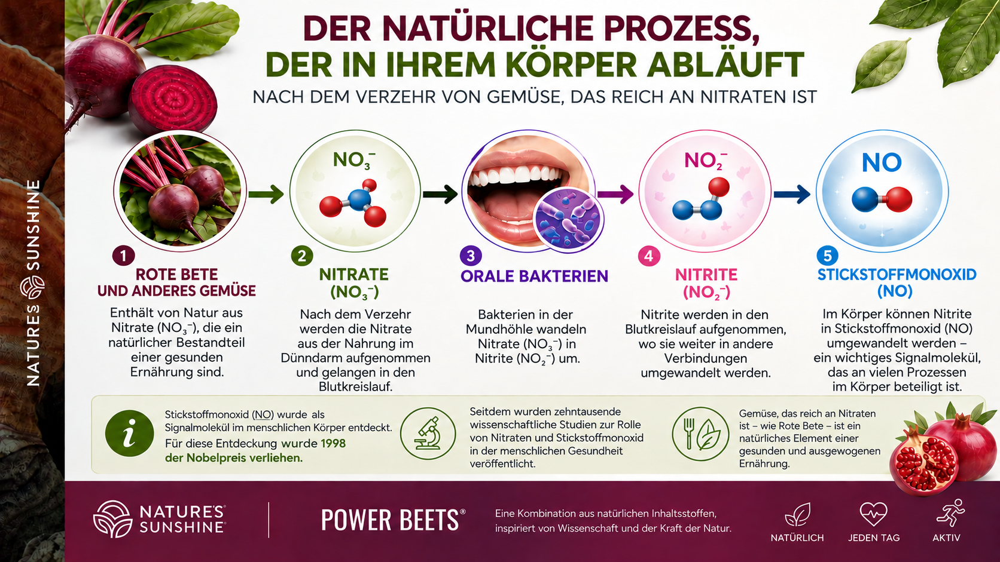 DER NATÜRLICHE PROZESS,
DER IN IHREM KÖRPER ABLÄUFT
NACH DEM VERZEHR VON GEMÜSE, DAS REICH AN NITRATEN IST
NATURE'S SUNSHINE
1
ROTE BETE
UND ANDERES GEMÜSE
Enthält von Natur aus
Nitrate (NO₃⁻), die ein
natürlicher Bestandteil
einer gesunden
Ernährung sind.
NO₃⁻
2
NITRATE
(NO₃⁻)
Nach dem Verzehr
werden die Nitrate
aus der Nahrung im
Dünndarm aufgenommen
und gelangen in den
Blutkreislauf.
3
ORALE BAKTERIEN
Bakterien in der
Mundhöhle wandeln
Nitrate (NO₃⁻) in
Nitrite (NO₂⁻) um.
NO₂⁻
4
NITRITE
(NO₂⁻)
Nitrite werden in den
Blutkreislauf aufgenommen,
wo sie weiter in andere
Verbindungen
umgewandelt werden.
NO
5
STICKSTOFFMONOXID
(NO)
Im Körper können Nitrite
in Stickstoffmonoxid (NO)
umgewandelt werden –
ein wichtiges Signalmolekül,
das an vielen Prozessen
im Körper beteiligt ist.
i
Stickstoffmonoxid (NO) wurde als
Signalmolekül im menschlichen Körper entdeckt.
Für diese Entdeckung wurde 1998
der Nobelpreis verliehen.
Seitdem wurden zehntausende
wissenschaftliche Studien zur Rolle
von Nitraten und Stickstoffmonoxid
in der menschlichen Gesundheit
veröffentlicht.
Gemüse, das reich an Nitraten
ist – wie Rote Bete – ist ein
natürliches Element einer
gesunden und ausgewogenen
Ernährung.
NATURE'S
SUNSHINE®
POWER BEETS®
Eine Kombination aus natürlichen Inhaltsstoffen,
inspiriert von Wissenschaft und der Kraft der Natur.
NATÜRLICH
JEDEN TAG
AKTIV